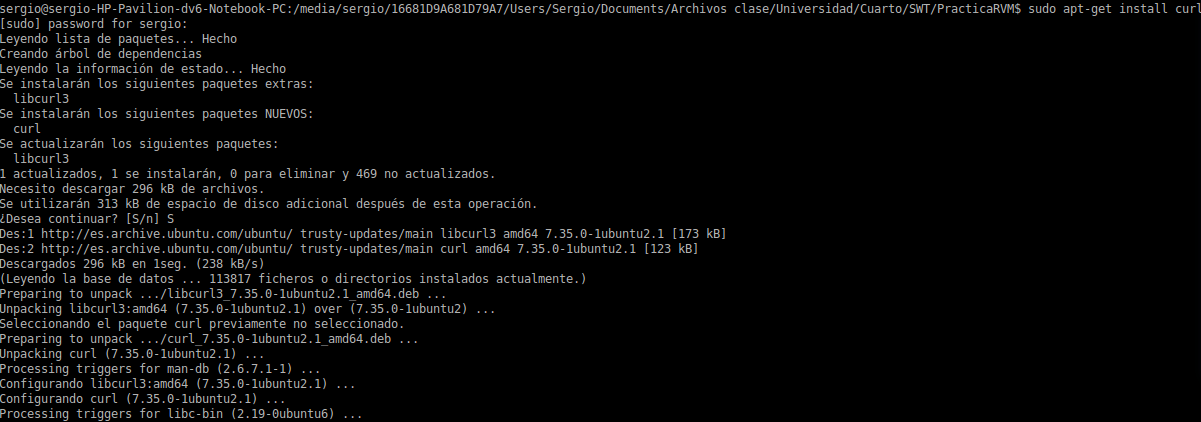 sergio@sergio-HP-Pavilion-dv6-Notebook-PC:/media/sergio/16681D9A681D79A7/Users/Sergio/Documents/Archivos clase/Universidad/Cuarto/SWT/PracticaRVM$ sudo apt-get install curl
[sudo] password for sergio:
Leyendo lista de paquetes... Hecho
Creando árbol de dependencias
Leyendo la información de estado... Hecho
Se instalarán los siguientes paquetes extras:
  libcurl3
Se instalarán los siguientes paquetes NUEVOS:
  curl
Se actualizarán los siguientes paquetes:
  libcurl3
1 actualizados, 1 se instalarán, 0 para eliminar y 469 no actualizados.
Necesito descargar 296 kB de archivos.
Se utilizarán 313 kB de espacio de disco adicional después de esta operación.
¿Desea continuar? [S/n] S
Des:1 http://es.archive.ubuntu.com/ubuntu/ trusty-updates/main libcurl3 amd64 7.35.0-1ubuntu2.1 [173 kB]
Des:2 http://es.archive.ubuntu.com/ubuntu/ trusty-updates/main curl amd64 7.35.0-1ubuntu2.1 [123 kB]
Descargados 296 kB en 1seg. (238 kB/s)
(Leyendo la base de datos ... 113817 ficheros o directorios instalados actualmente.)
Preparing to unpack .../libcurl3_7.35.0-1ubuntu2.1_amd64.deb ...
Unpacking libcurl3:amd64 (7.35.0-1ubuntu2.1) over (7.35.0-1ubuntu2) ...
Seleccionando el paquete curl previamente no seleccionado.
Preparing to unpack .../curl_7.35.0-1ubuntu2.1_amd64.deb ...
Unpacking curl (7.35.0-1ubuntu2.1) ...
Processing triggers for man-db (2.6.7.1-1) ...
Configurando libcurl3:amd64 (7.35.0-1ubuntu2.1) ...
Configurando curl (7.35.0-1ubuntu2.1) ...
Processing triggers for libc-bin (2.19-0ubuntu6) ...